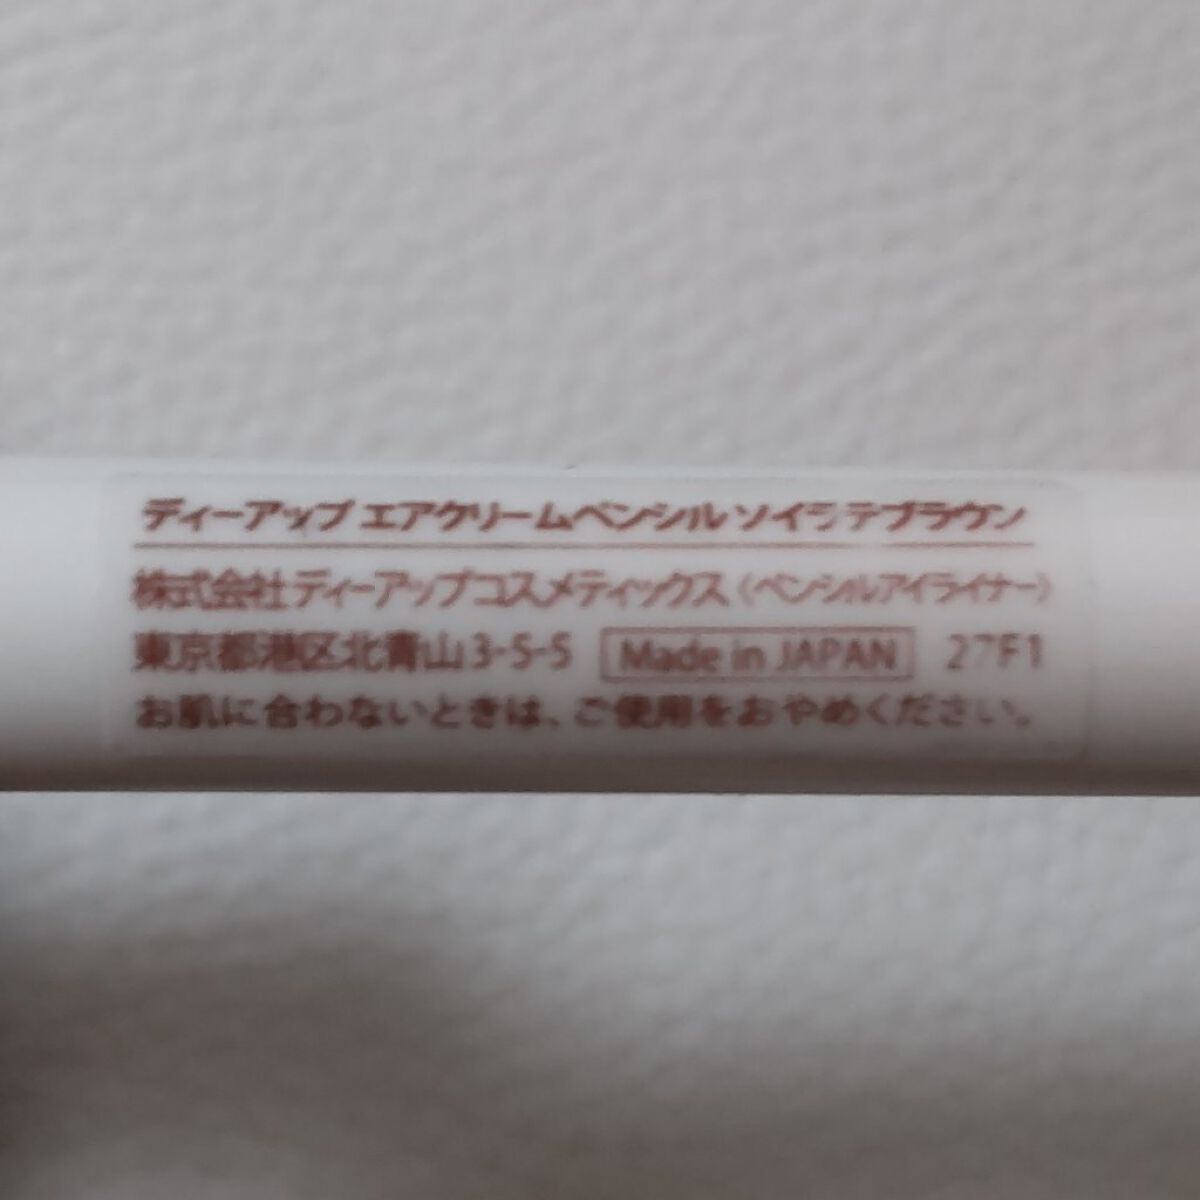 ディーアップ エアクリームペンシル ソイラテブラウン
株式会社ディーアップコスメティックス（ペンシルアイライナー）
東京都港区北青山3-5-5 Made in JAPAN 27F1
お肌に合わないときは、ご使用をおやめください。